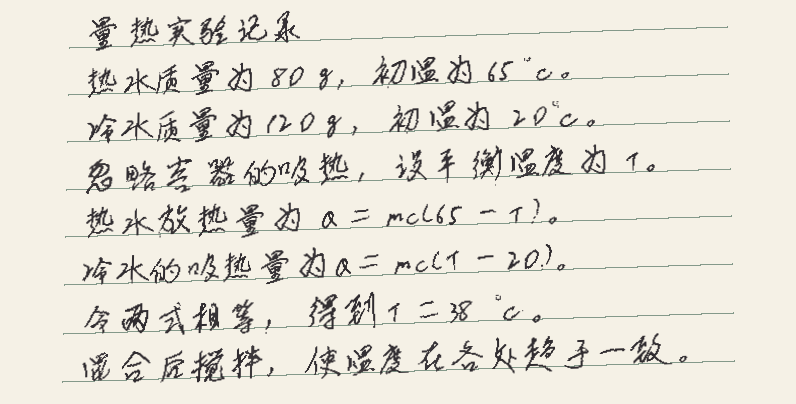 量热实验记录
热水质量为80g，初温为65°C。
冷水质量为120g，初温为20°C。
忽略容器的吸热，设平衡温度为T。
热水放热量为Q=mc(65-T)。
冷水的吸热量为Q=mc(T-20)。
令两式相等，得到T=38°C。
混合后搅拌，使温度在各处趋于一致。